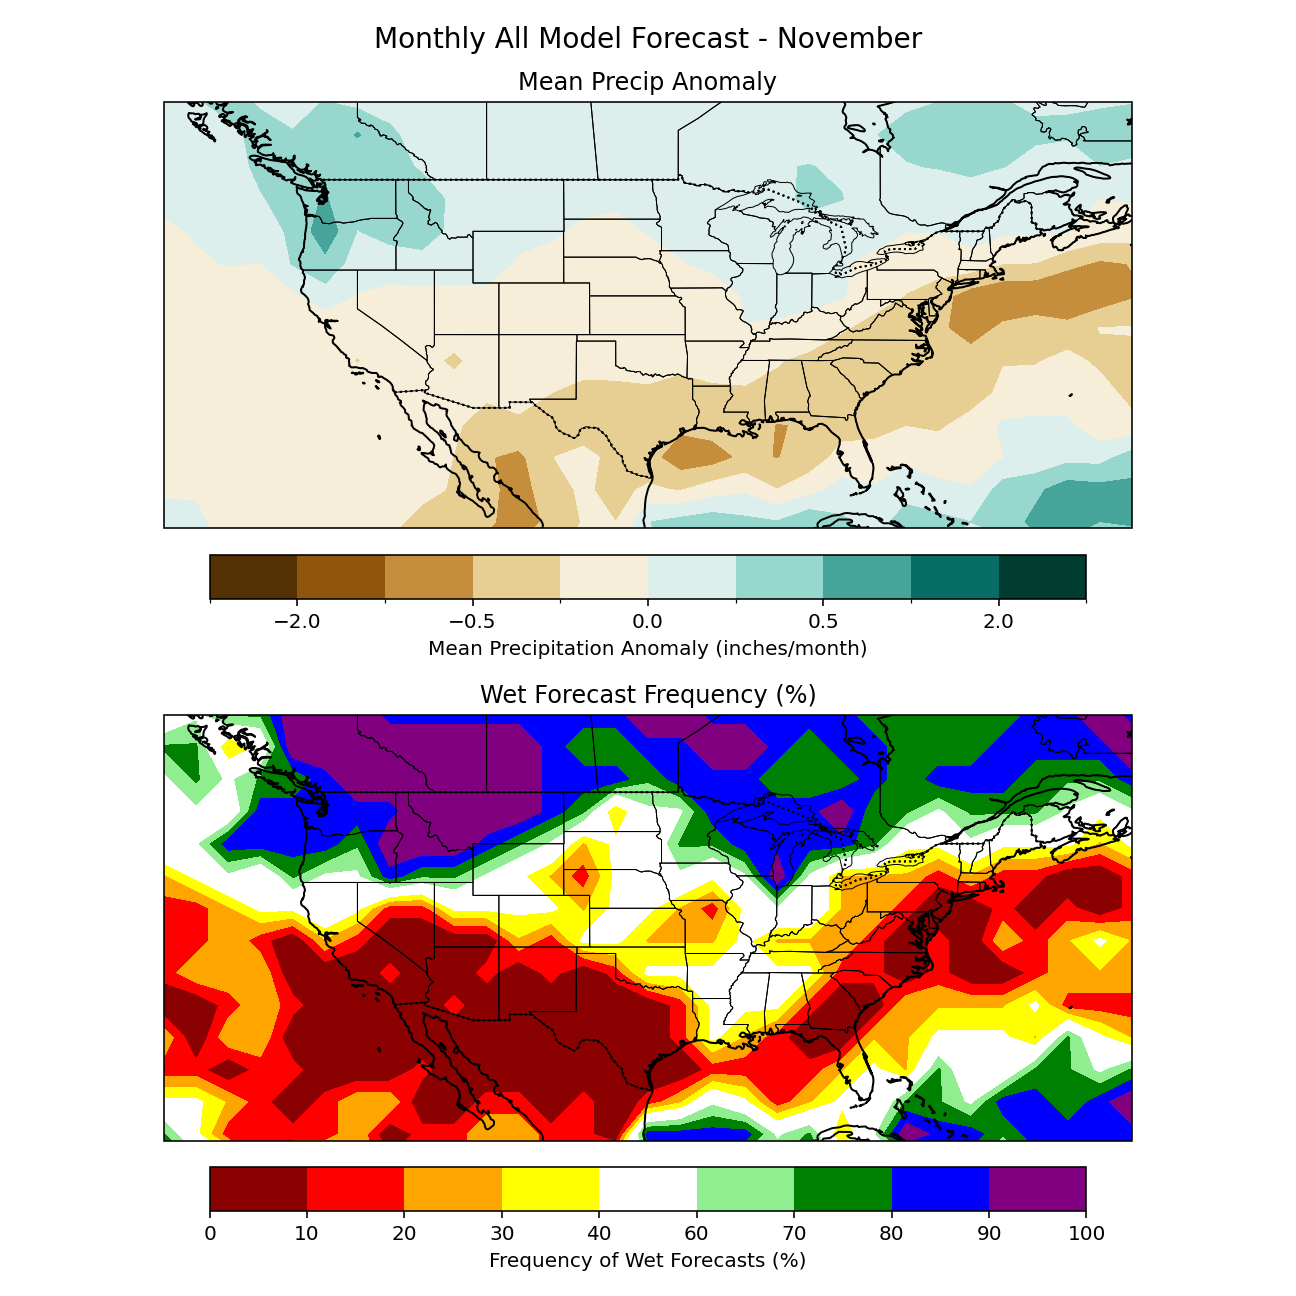 Monthly All Model Forecast - November
Mean Precip Anomaly
−2.0 −0.5 0.0 0.5 2.0
Mean Precipitation Anomaly (inches/month)
Wet Forecast Frequency (%)
0 10 20 30 40 60 70 80 90 100
Frequency of Wet Forecasts (%)